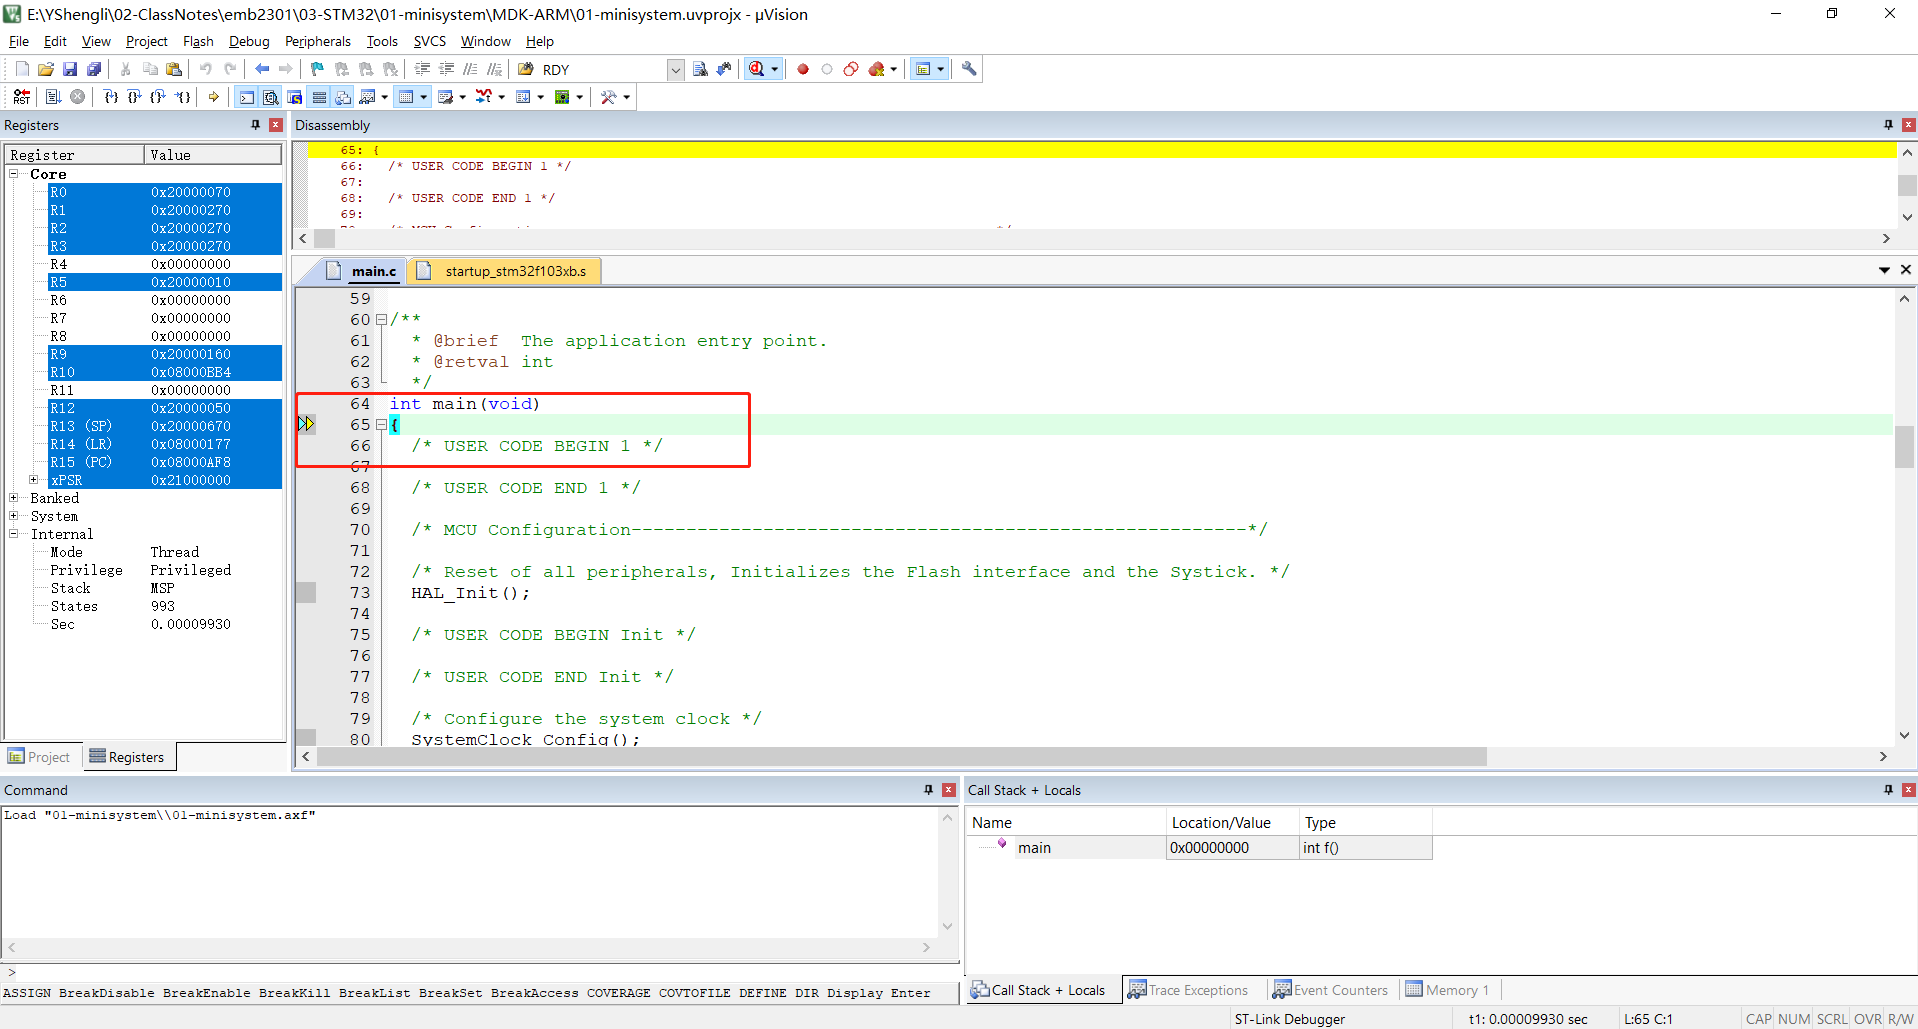 E:\YShengli\02-ClassNotes\emb2301\03-STM32\01-minisystem\MDK-ARM\01-minisystem.uvprojx - µVision
File Edit View Project Flash Debug Peripherals Tools SVCS Window Help
RDY
RST
Registers
Register Value
Core
R0 0x20000070
R1 0x20000270
R2 0x20000270
R3 0x20000270
R4 0x00000000
R5 0x20000010
R6 0x00000000
R7 0x00000000
R8 0x00000000
R9 0x20000160
R10 0x08000BB4
R11 0x00000000
R12 0x20000050
R13 (SP) 0x20000670
R14 (LR) 0x08000177
R15 (PC) 0x08000AF8
xPSR 0x21000000
Banked
System
Internal
Mode Thread
Privilege Privileged
Stack MSP
States 993
Sec 0.00009930
Project Registers
Disassembly
65: {
66: /* USER CODE BEGIN 1 */
67:
68: /* USER CODE END 1 */
69:
main.c startup_stm32f103xb.s
59
60 /**
61 * @brief The application entry point.
62 * @retval int
63 */
64 int main(void)
65 {
66 /* USER CODE BEGIN 1 */
67
68 /* USER CODE END 1 */
69
70 /* MCU Configuration--------------------------------------------------------*/
71
72 /* Reset of all peripherals, Initializes the Flash interface and the Systick. */
73 HAL_Init();
74
75 /* USER CODE BEGIN Init */
76
77 /* USER CODE END Init */
78
79 /* Configure the system clock */
80 SystemClock_Config();
Command
Load "01-minisystem\\01-minisystem.axf"
>
ASSIGN BreakDisable BreakEnable BreakKill BreakList BreakSet BreakAccess COVERAGE COVTOFILE DEFINE DIR Display Enter
Call Stack + Locals
Name Location/Value Type
main 0x00000000 int f()
Call Stack + Locals Trace Exceptions Event Counters Memory 1
ST-Link Debugger t1: 0.00009930 sec L:65 C:1 CAP NUM SCRL OVR R/W